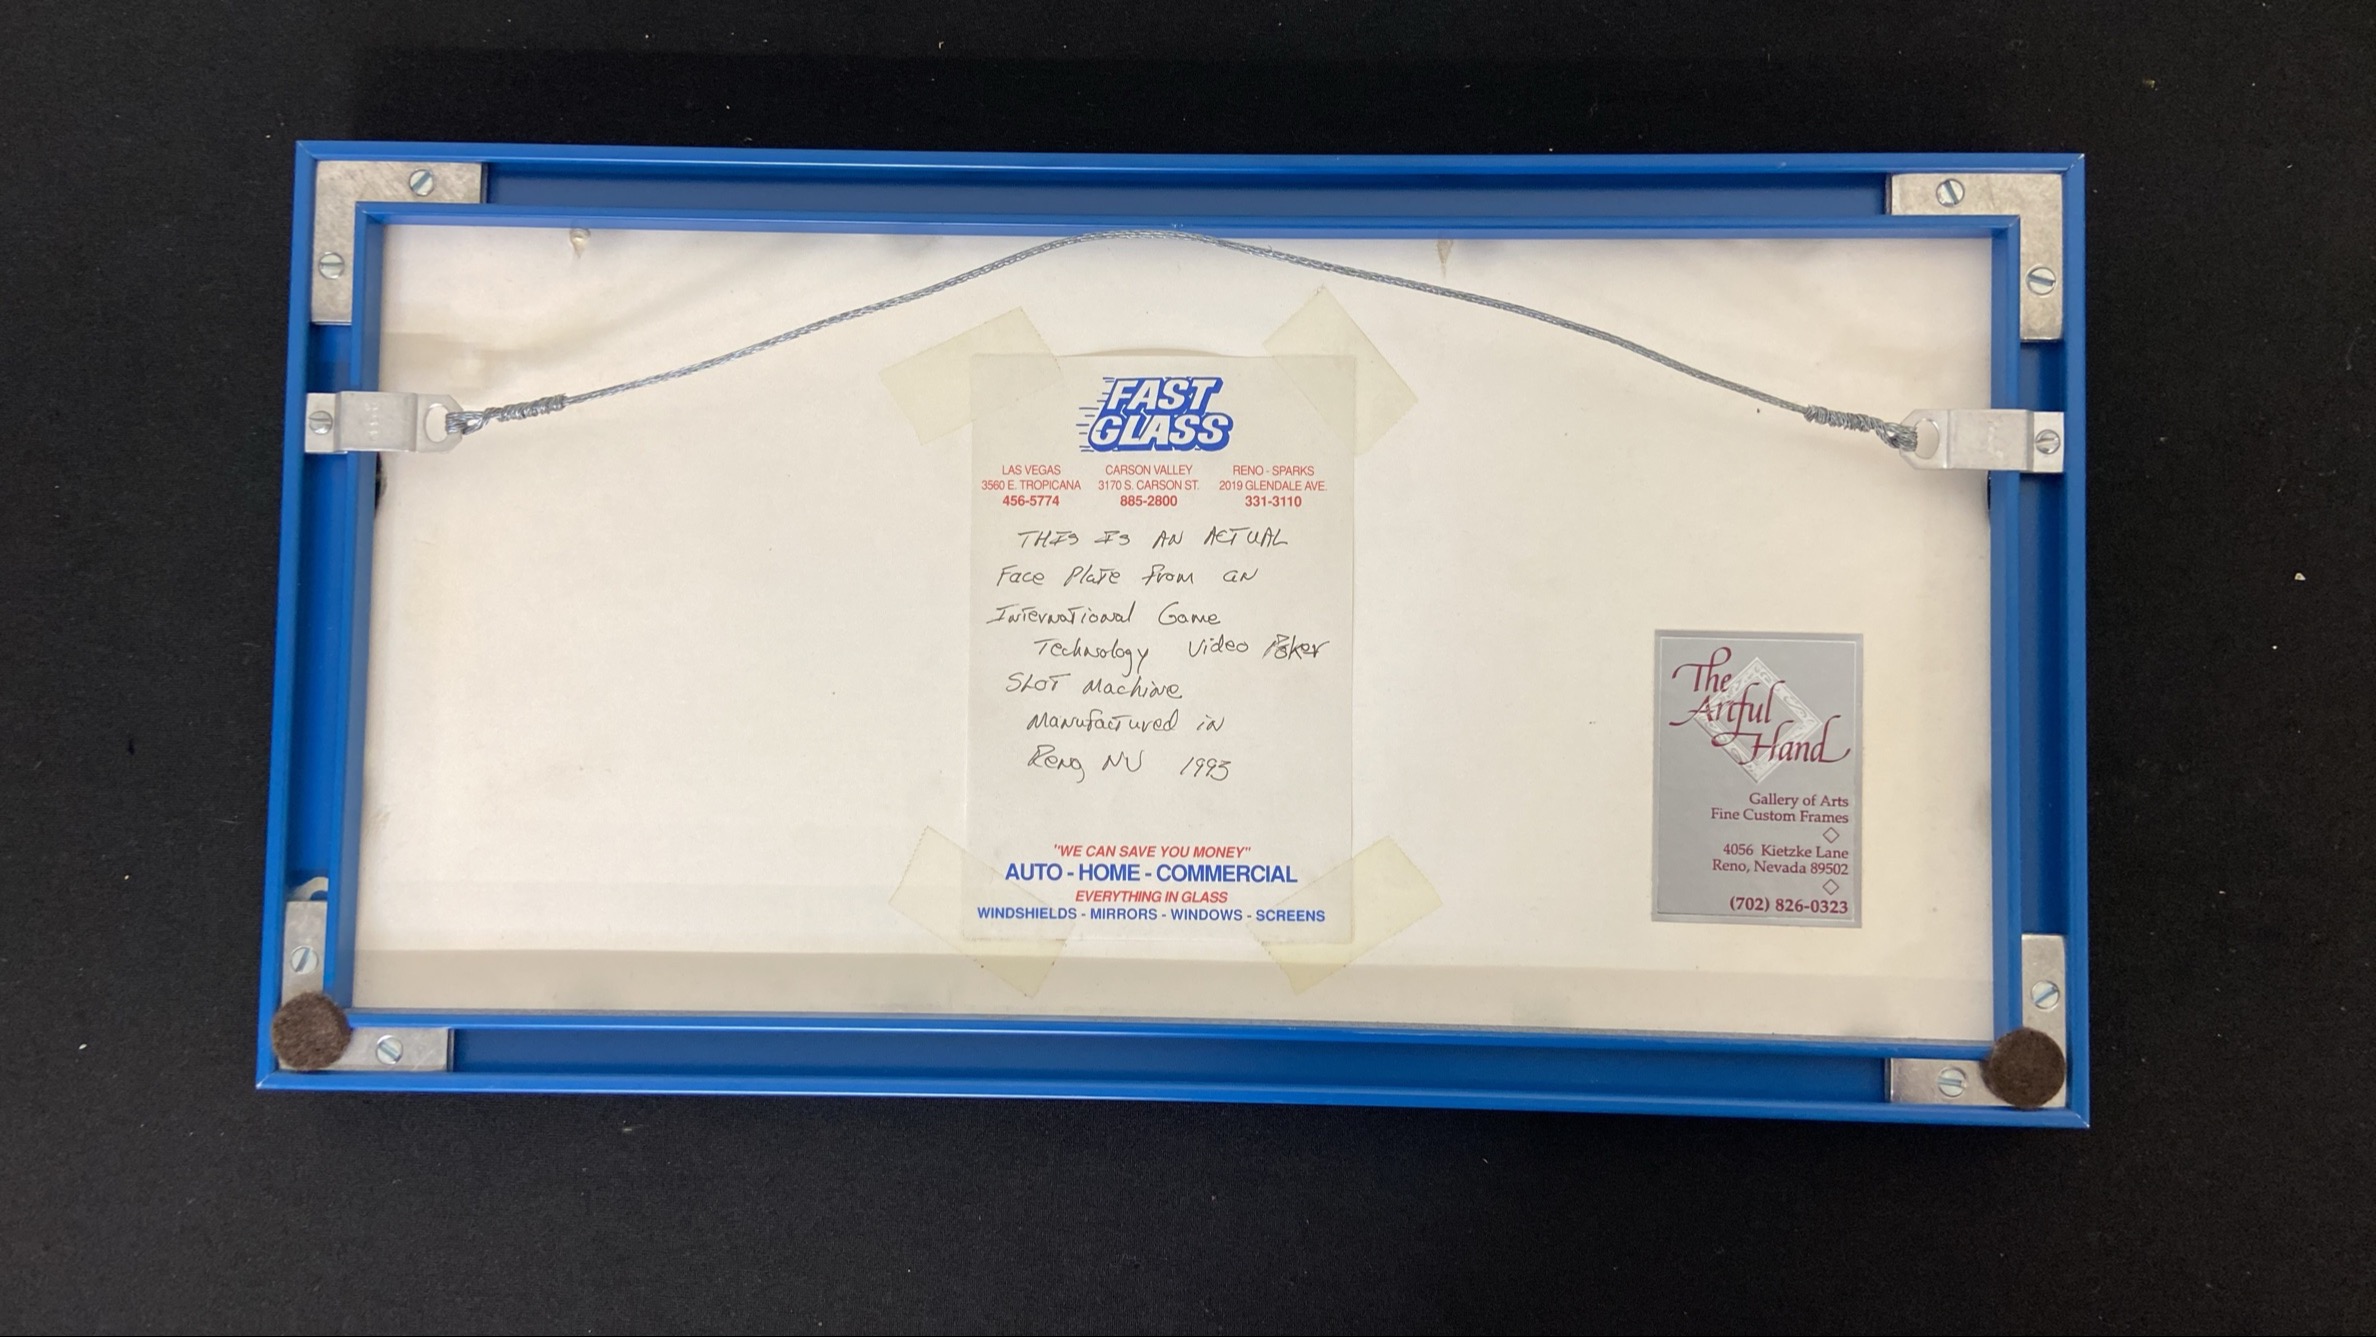 FAST
GLASS
LAS VEGAS CARSON VALLEY RENO - SPARKS
3560 E. TROPICANA 3170 S. CARSON ST. 2019 GLENDALE AVE.
456-5774 885-2800 331-3110
THIS IS AN ACTUAL
Face Plate from an
International Game
Technology Video Poker
SLOT Machine
Manufactured in
Reno, NV 1993
"WE CAN SAVE YOU MONEY"
AUTO - HOME - COMMERCIAL
EVERYTHING IN GLASS
WINDSHIELDS - MIRRORS - WINDOWS - SCREENS
The
Artful
Hand
Gallery of Arts
Fine Custom Frames
4056 Kietzke Lane
Reno, Nevada 89502
(702) 826-0323